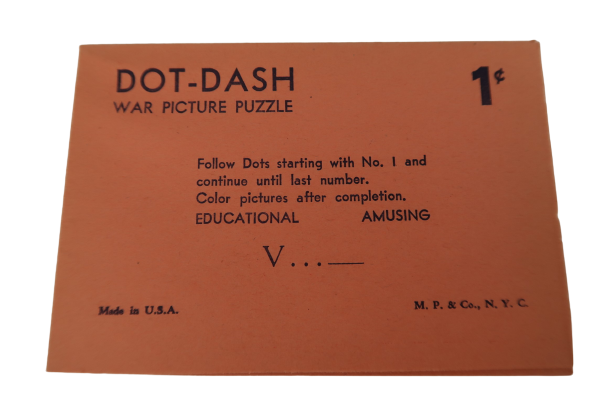 DOT-DASH 1¢
WAR PICTURE PUZZLE
Follow Dots starting with No. 1 and
continue until last number.
Color pictures after completion.
EDUCATIONAL AMUSING
V...—
Made in U.S.A. M. P. & Co., N. Y. C.